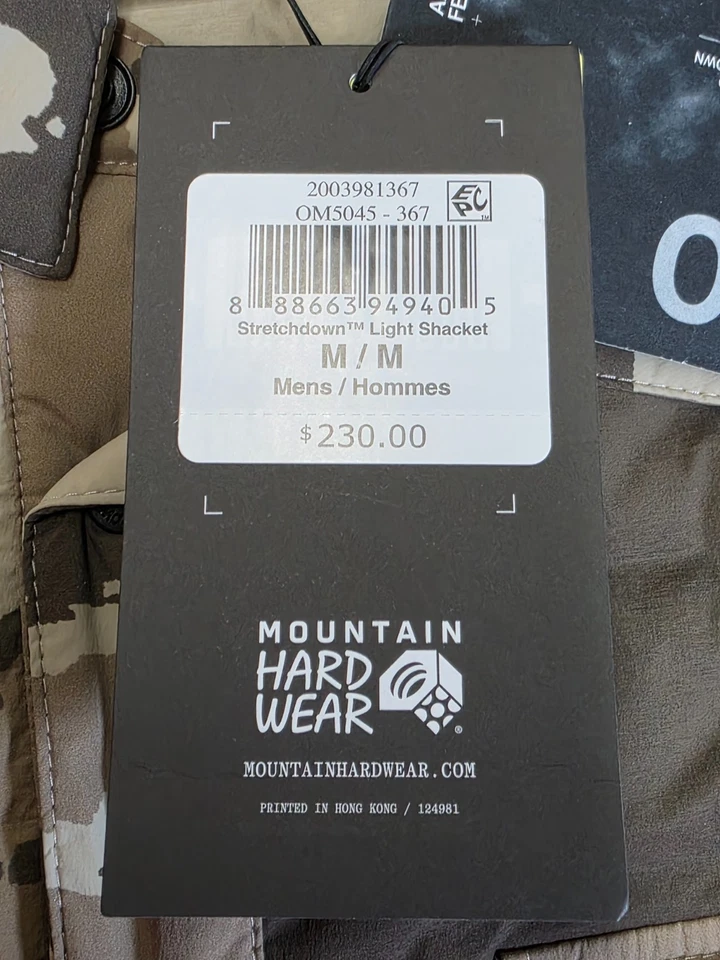 2003981367
OM5045 - 367
EPC™
8 88663 94940 5
Stretchdown™ Light Shacket
M / M
Mens / Hommes
$230.00
MOUNTAIN
HARD
WEAR®
MOUNTAINHARDWEAR.COM
PRINTED IN HONG KONG / 124981